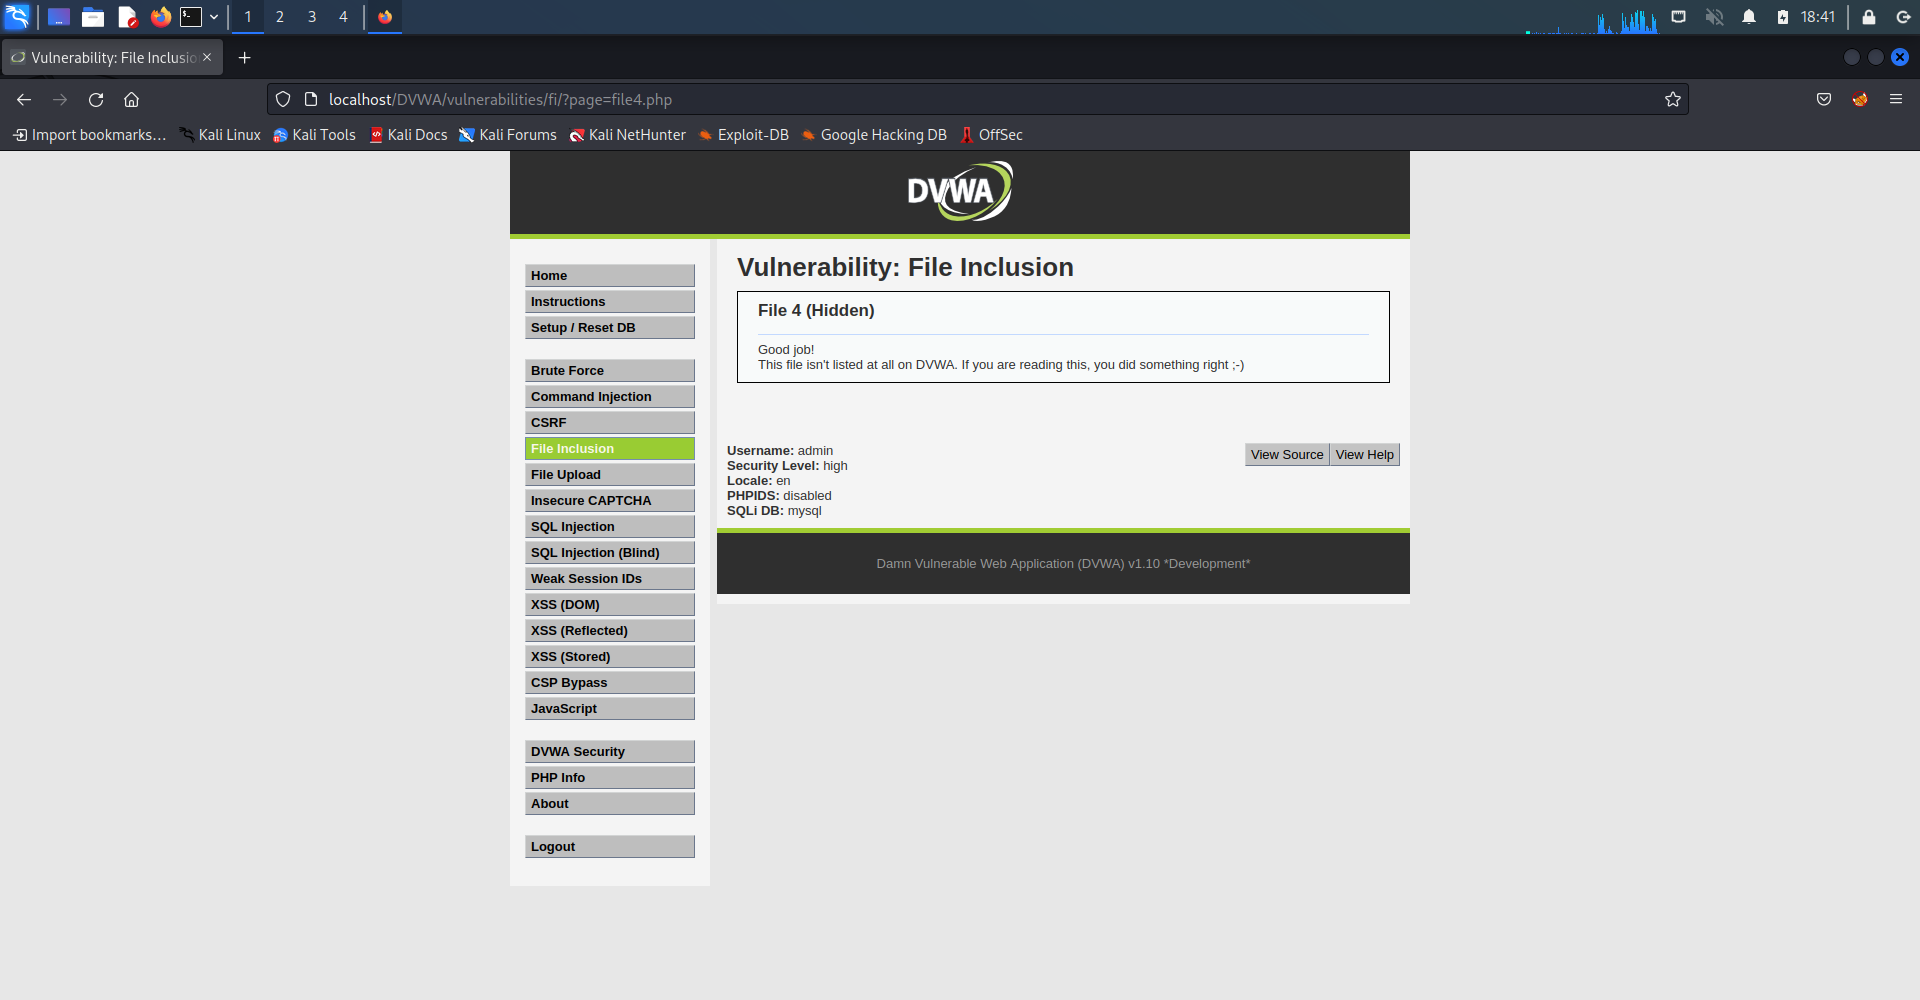 1 2 3 4 18:41
Vulnerability: File Inclusio
localhost/DVWA/vulnerabilities/fi/?page=file4.php
Import bookmarks… Kali Linux Kali Tools Kali Docs Kali Forums Kali NetHunter Exploit-DB Google Hacking DB OffSec
DVWA
Home
Instructions
Setup / Reset DB
Brute Force
Command Injection
CSRF
File Inclusion
File Upload
Insecure CAPTCHA
SQL Injection
SQL Injection (Blind)
Weak Session IDs
XSS (DOM)
XSS (Reflected)
XSS (Stored)
CSP Bypass
JavaScript
DVWA Security
PHP Info
About
Logout
Vulnerability: File Inclusion
File 4 (Hidden)
Good job!
This file isn't listed at all on DVWA. If you are reading this, you did something right ;-)
Username: admin
Security Level: high
Locale: en
PHPIDS: disabled
SQLi DB: mysql
View Source View Help
Damn Vulnerable Web Application (DVWA) v1.10 *Development*